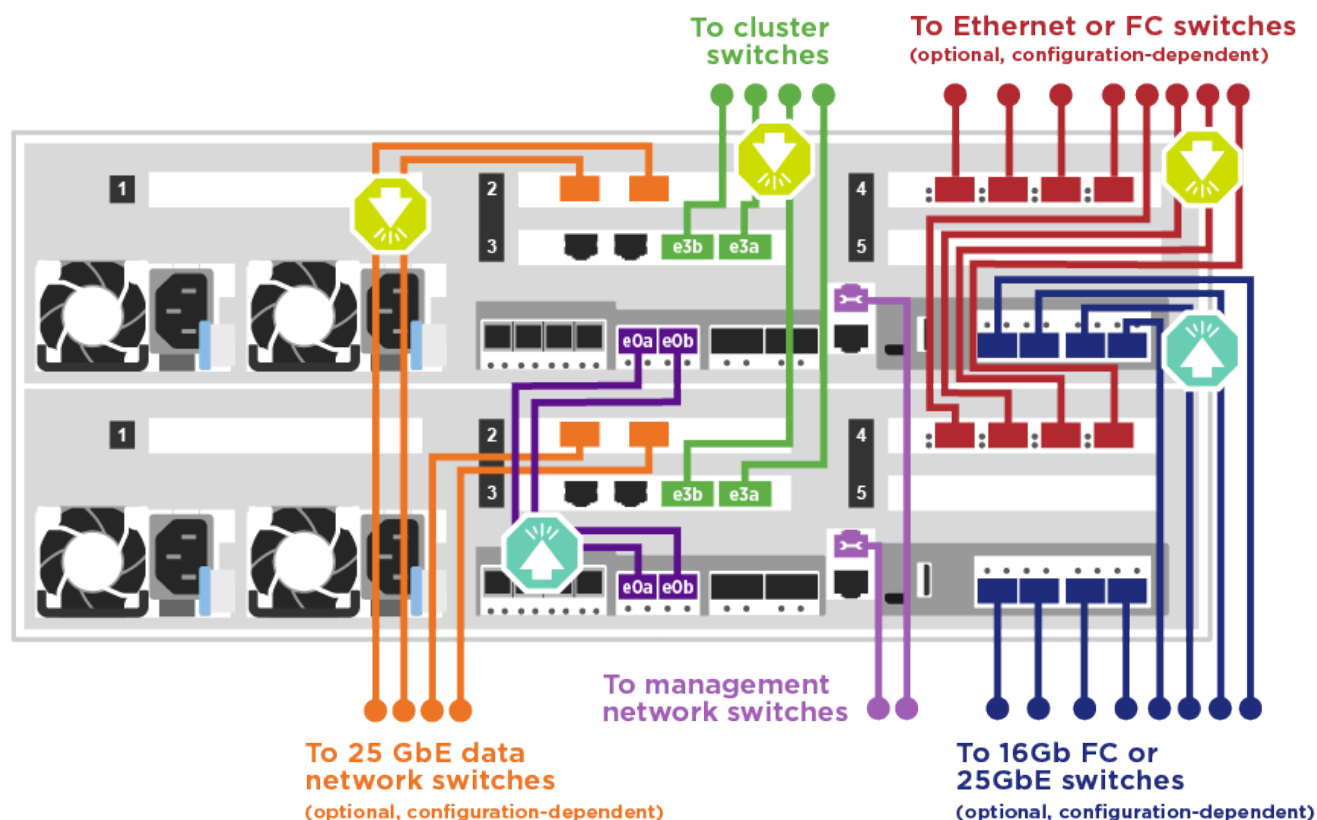 To cluster
switches
To Ethernet or FC switches
(optional, configuration-dependent)
1
2
4
3
e3b
e3a
5
e0a
e0b
1
2
4
3
e3b
e3a
5
e0a
e0b
To management
network switches
To 25 GbE data
network switches
(optional, configuration-dependent)
To 16Gb FC or
25GbE switches
(optional, configuration-dependent)